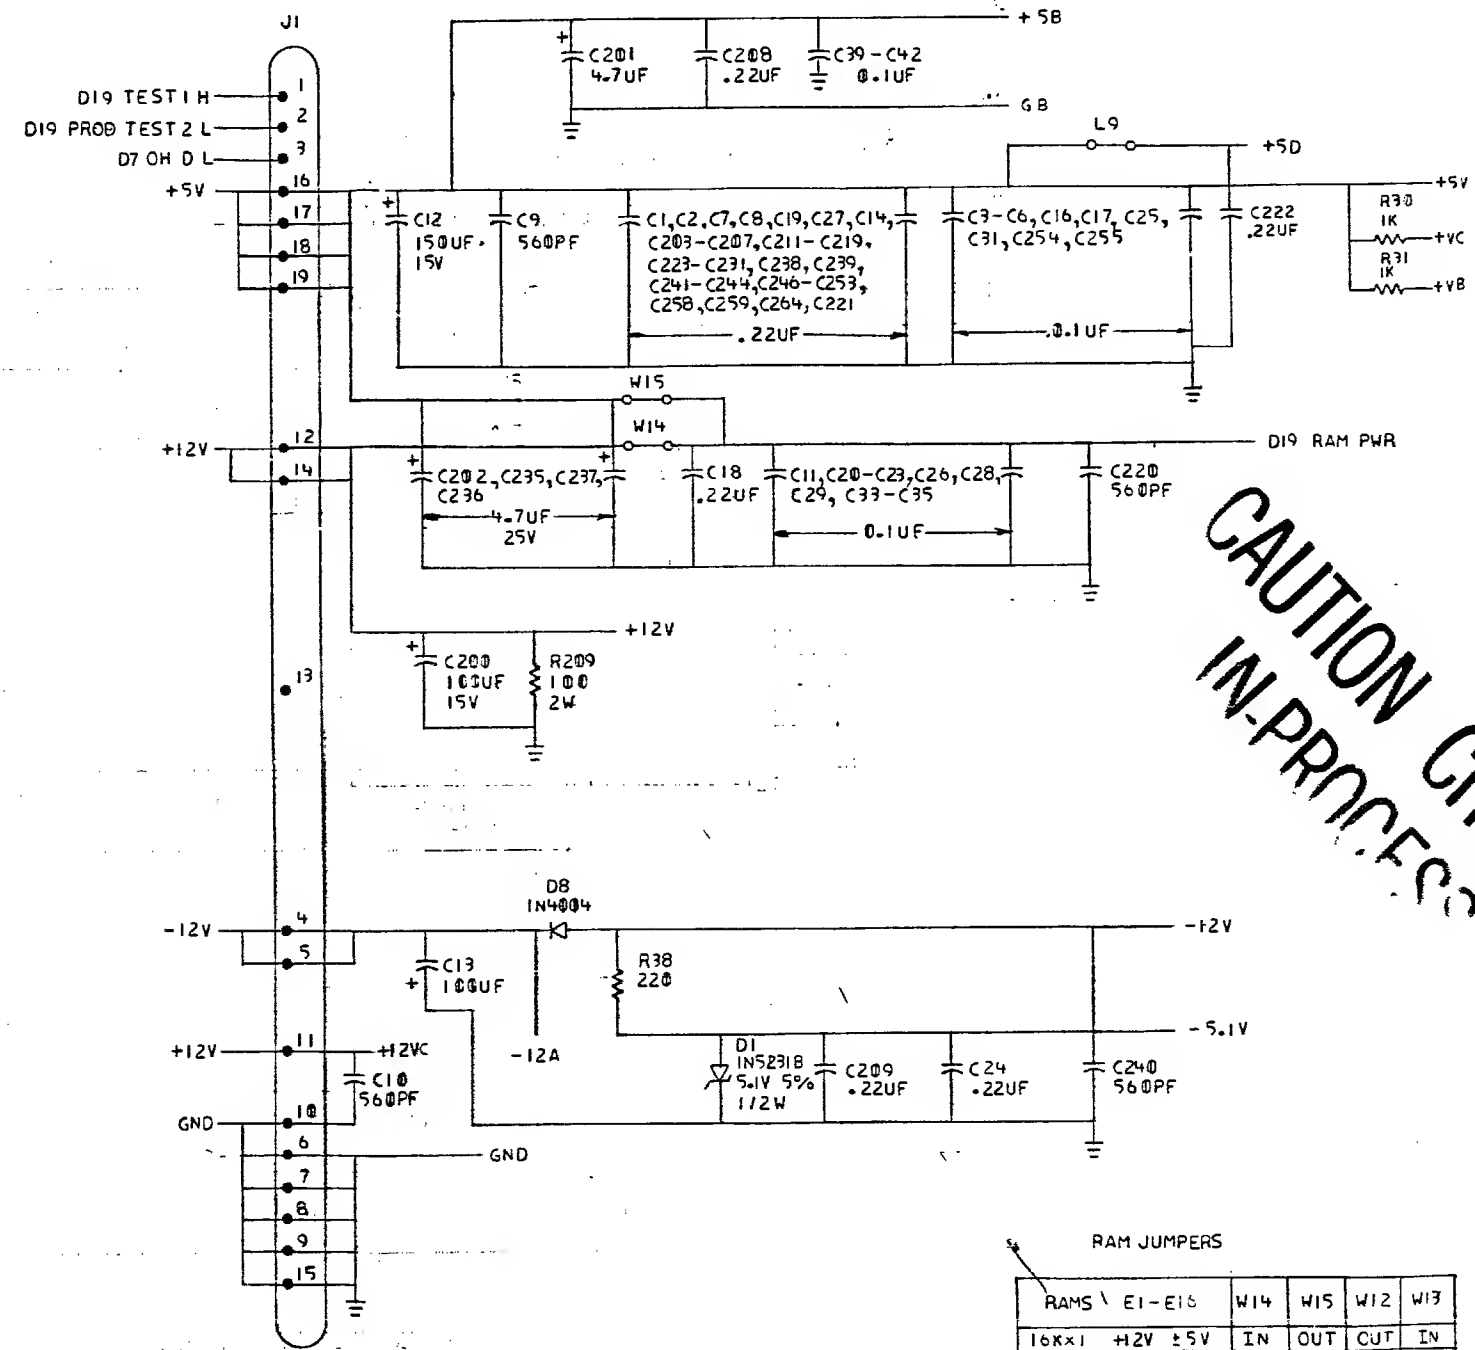 J1
+5B
C201
4.7UF
C208
.22UF
C39-C42
0.1UF
GB
D19 TEST1 H
1
D19 PROD TEST 2 L
2
D7 OH D L
3
L9
+5D
+5V
16
17
18
19
C12
150UF
15V
C9
560PF
C1,C2,C7,C8,C19,C27,C14,
C203-C207,C211-C219,
C223-C231,C238,C239,
C241-C244,C246-C253,
C258,C259,C264,C221
.22UF
C3-C6,C16,C17,C25,
C31,C254,C255
0.1UF
C222
.22UF
+5V
R30
1K
+VC
R31
1K
+VB
W15
W14
+12V
12
14
D19 RAM PWR
C202,C235,C237,
C236
4.7UF
25V
C18
.22UF
C11,C20-C23,C26,C28,
C29, C33-C35
0.1UF
C220
560PF
+12V
C200
100UF
15V
R209
100
2W
13
CAUTION
IN-PROCESS
D8
1N4004
-12V
4
5
-12V
C13
100UF
R38
220
-12A
-5.1V
D1
1N5231B
5.1V 5%
1/2W
C209
.22UF
C24
.22UF
C240
560PF
+12V
11
+12VC
C10
560PF
GND
10
6
GND
7
8
9
15
RAM JUMPERS
RAMS E1-E16 W14 W15 W12 W13
16K×1 +12V ±5V IN OUT OUT IN